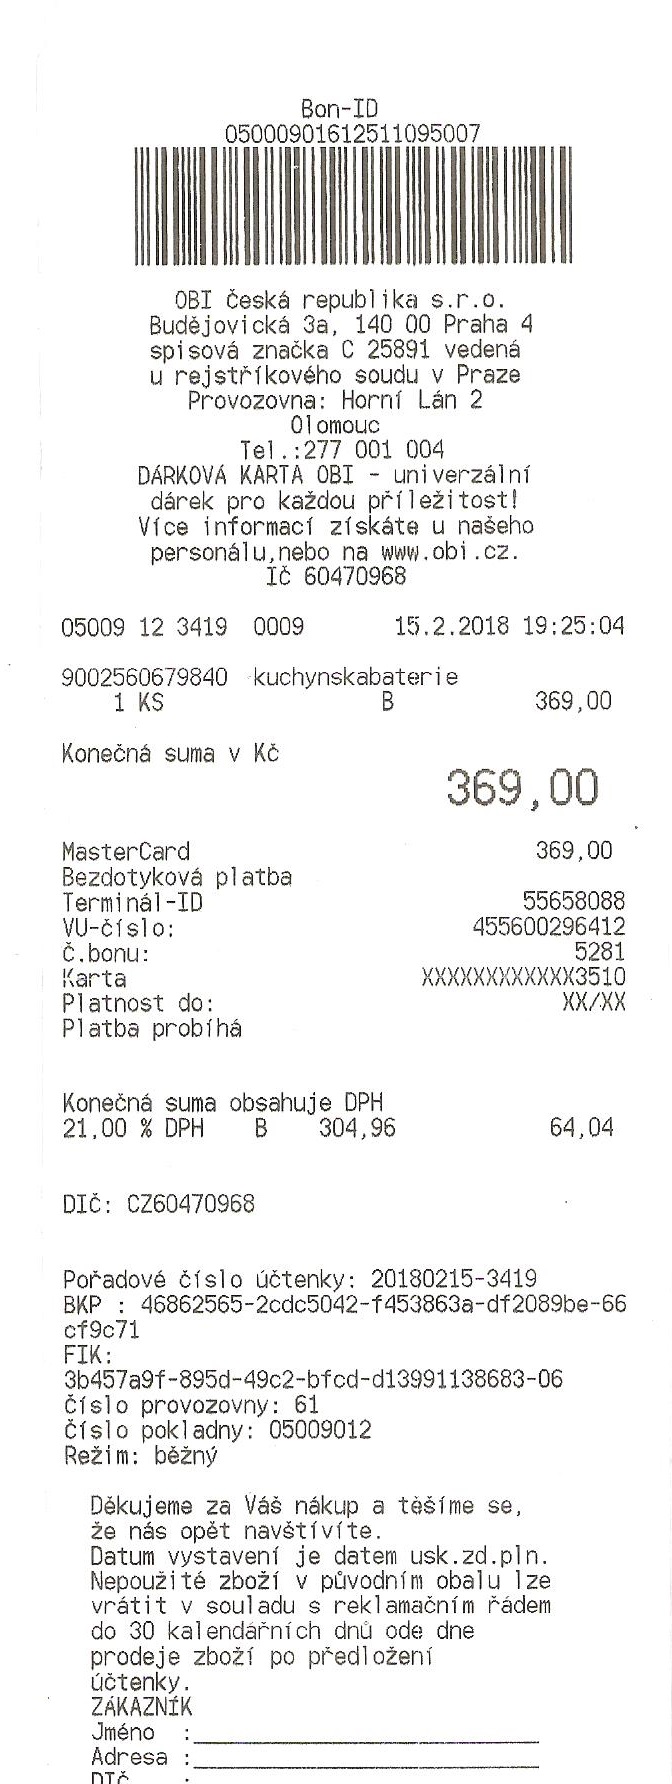 Bon-ID
05000901612511095007
OBI Česká republika s.r.o.
Budějovická 3a, 140 00 Praha 4
spisová značka C 25891 vedená
u rejstříkového soudu v Praze
Provozovna: Horní Lán 2
Olomouc
Tel.:277 001 004
DÁRKOVÁ KARTA OBI - univerzální
dárek pro každou příležitost!
Více informací získáte u našeho
personálu,nebo na www.obi.cz.
IČ 60470968
05009 12 3419 0009 15.2.2018 19:25:04
9002560679840 kuchynskabaterie
1 KS B 369,00
Konečná suma v Kč
369,00
MasterCard 369,00
Bezdotyková platba
Terminál-ID 55658088
VU-číslo: 455600296412
Č.bonu: 5281
Karta XXXXXXXXXXXX3510
Platnost do: XX/XX
Platba probíhá
Konečná suma obsahuje DPH
21,00 % DPH B 304,96 64,04
DIČ: CZ60470968
Pořadové číslo účtenky: 20180215-3419
BKP : 46862565-2cdc5042-f453863a-df2089be-66
cf9c71
FIK:
3b457a9f-895d-49c2-bfcd-d13991138683-06
Číslo provozovny: 61
Číslo pokladny: 05009012
Režim: běžný
Děkujeme za Váš nákup a těšíme se,
že nás opět navštívíte.
Datum vystavení je datem usk.zd.pln.
Nepoužité zboží v původním obalu lze
vrátit v souladu s reklamačním řádem
do 30 kalendářních dnů ode dne
prodeje zboží po předložení
účtenky.
ZÁKAZNÍK
Jméno :
Adresa :
DIČ :